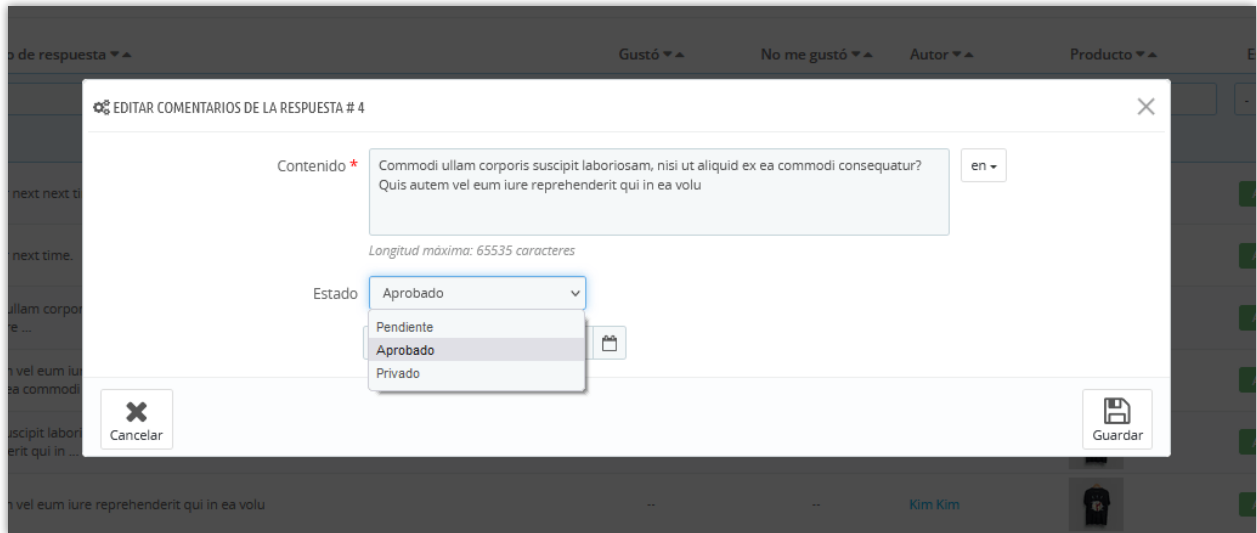 o de respuesta
Gustó
No me gustó
Autor
Producto
EDITAR COMENTARIOS DE LA RESPUESTA # 4
Contenido *
Commodi ullam corporis suscipit laboriosam, nisi ut aliquid ex ea commodi consequatur?
Quis autem vel eum iure reprehenderit qui in ea volu
en
Longitud máxima: 65535 caracteres
Estado
Aprobado
Pendiente
Aprobado
Privado
Cancelar
Guardar
next next ti
next time.
ullam corpor
re ...
vel eum iur
ea commodi
suscipit labori
erit qui in ...
vel eum iure reprehenderit qui in ea volu
--
--
Kim Kim